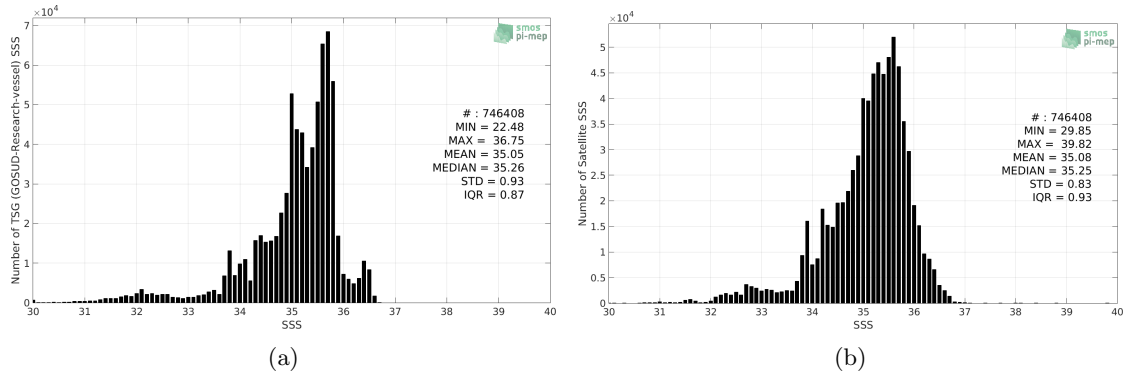 ×10⁴
7
6
5
4
3
2
1
0
Number of TSG (GOSUD-Research-vessel) SSS
smos
pi-mep
# : 746408
MIN = 22.48
MAX = 36.75
MEAN = 35.05
MEDIAN = 35.26
STD = 0.93
IQR = 0.87
30 31 32 33 34 35 36 37 38 39 40
SSS
(a)
×10⁴
5
4.5
4
3.5
3
2.5
2
1.5
1
0.5
0
Number of Satellite SSS
smos
pi-mep
# : 746408
MIN = 29.85
MAX = 39.82
MEAN = 35.08
MEDIAN = 35.25
STD = 0.83
IQR = 0.93
30 31 32 33 34 35 36 37 38 39 40
SSS
(b)